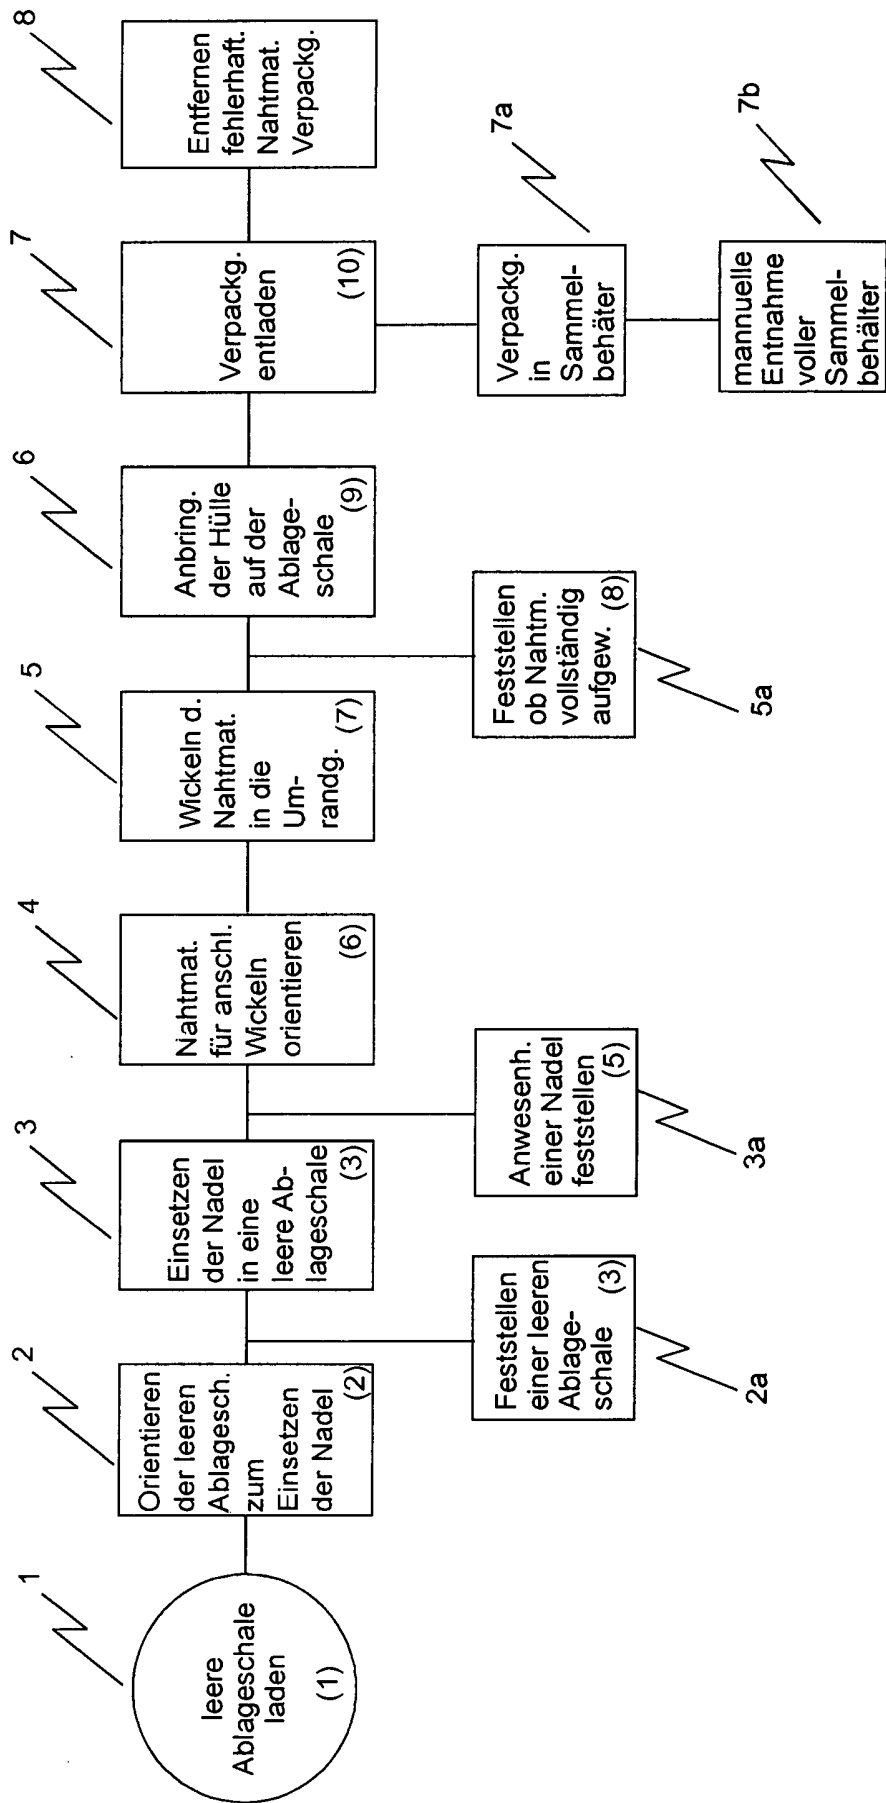 1
leere
Ablageschale
laden
(1)
2
Orientieren
der leeren
Ablagesch.
zum
Einsetzen
der Nadel
(2)
2a
Feststellen
einer leeren
Ablage-
schale
(3)
3
Einsetzen
der Nadel
in eine
leere Ab-
lageschale
(3)
3a
Anwesenh.
einer Nadel
feststellen
(5)
4
Nahtmat.
für anschl.
Wickeln
orientieren
(6)
5
Wickeln d.
Nahtmat.
in die
Um-
randg. (7)
5a
Feststellen
ob Nahtm.
vollständig
aufgew. (8)
6
Anbring.
der Hülle
auf der
Ablage-
schale
(9)
7
Verpackg.
entladen
(10)
7a
Verpackg.
in
Sammel-
behäter
7b
mannuelle
Entnahme
voller
Sammel-
behälter
8
Entfernen
fehlerhaft.
Nahtmat.
Verpackg.